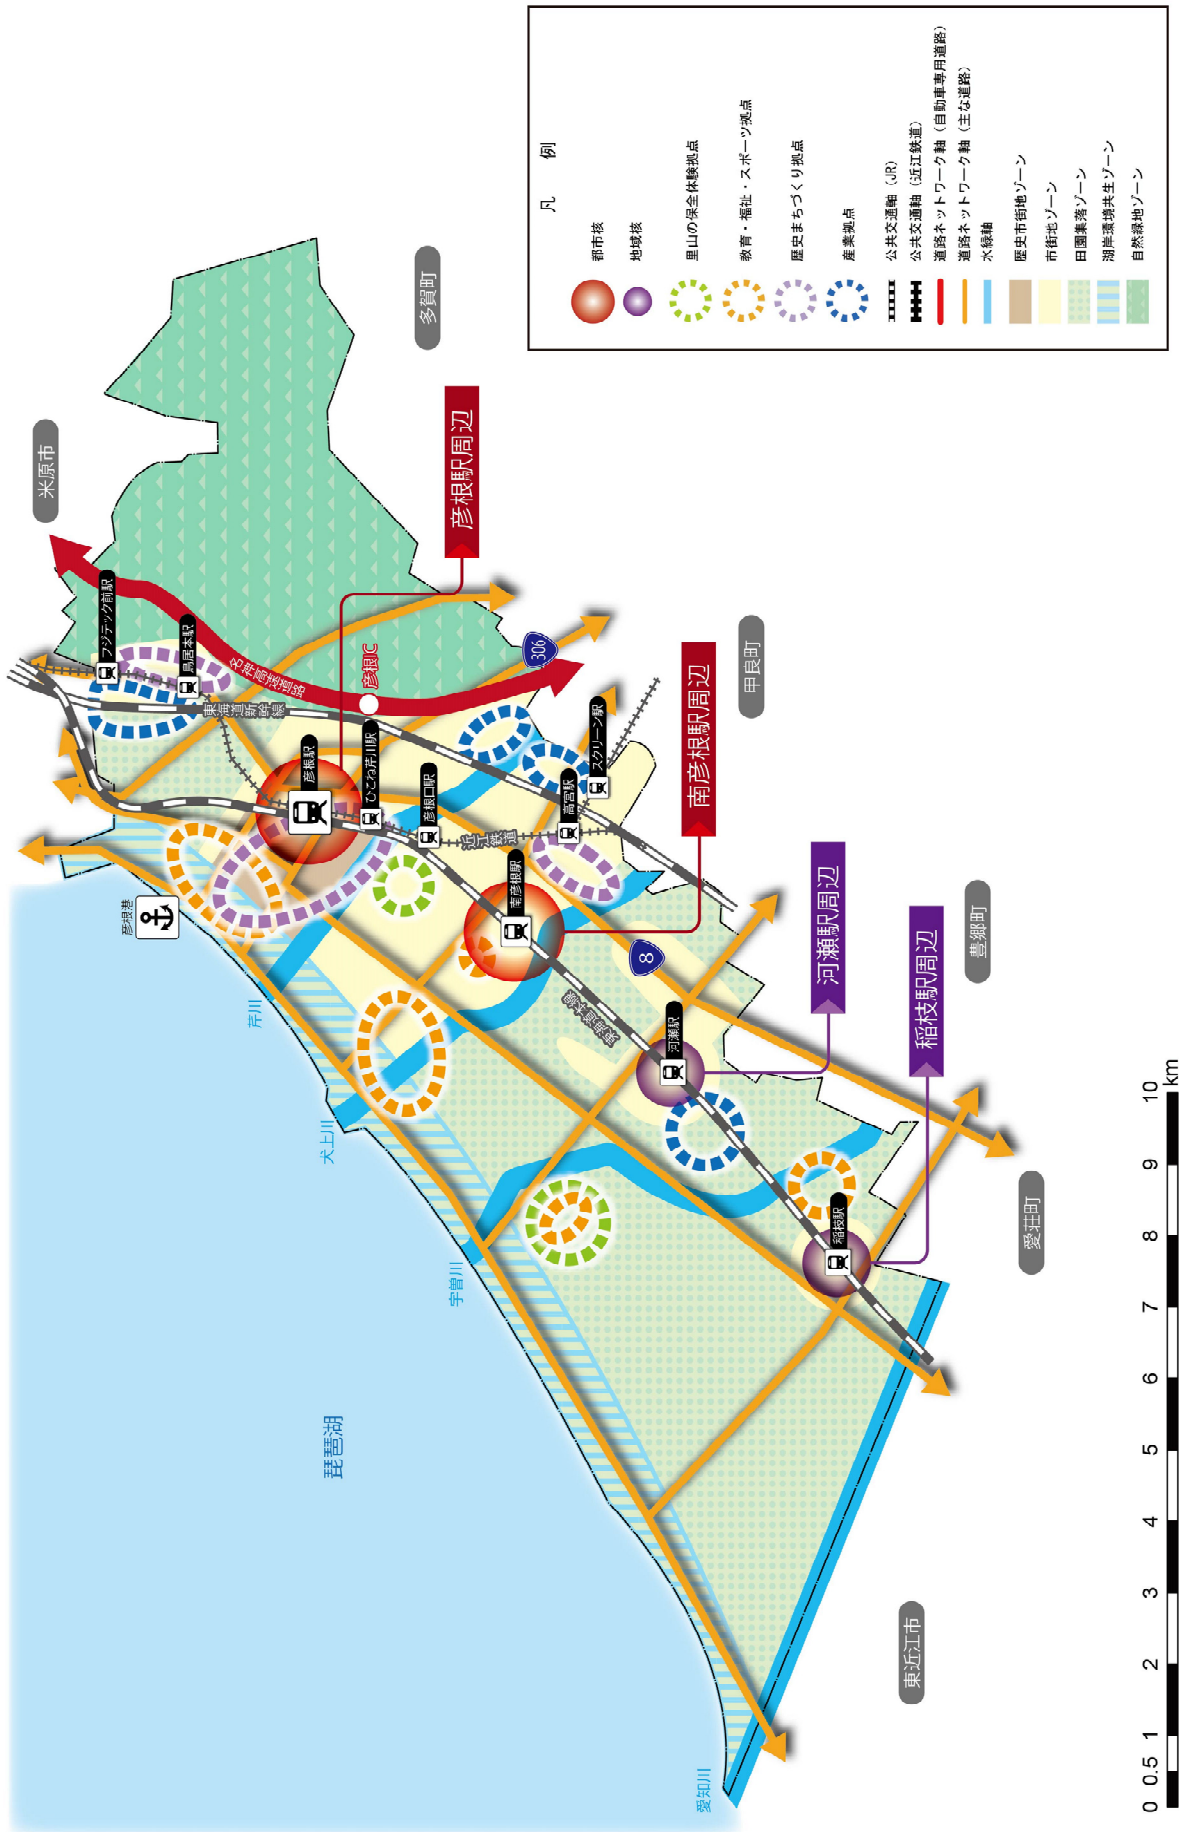 米原市
多賀町
フジテック前駅
鳥居本駅
名神高速道路
東海道新幹線
彦根IC
306
彦根駅周辺
彦根駅
ひこね芹川駅
彦根口駅
近江鉄道
高宮駅
スクリーン駅
甲良町
南彦根駅周辺
南彦根駅
彦根港
芹川
8
東海道本線
河瀬駅周辺
河瀬駅
豊郷町
稲枝駅周辺
稲枝駅
犬上川
宇曽川
愛荘町
琵琶湖
愛知川
東近江市
凡 例
都市核
地域核
里山の保全体験拠点
教育・福祉・スポーツ拠点
歴史まちづくり拠点
産業拠点
公共交通軸（JR）
公共交通軸（近江鉄道）
道路ネットワーク軸（自動車専用道路）
道路ネットワーク軸（主な道路）
水緑軸
歴史市街地ゾーン
市街地ゾーン
田園集落ゾーン
湖岸環境共生ゾーン
自然緑地ゾーン
0 0.5 1 2 3 4 5 6 7 8 9 10
km